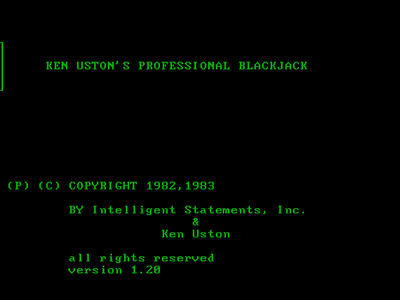 KEN USTON'S PROFESSIONAL BLACKJACK
(P) (C) COPYRIGHT 1982,1983
BY Intelligent Statements, Inc.
&
Ken Uston
all rights reserved
version 1.20